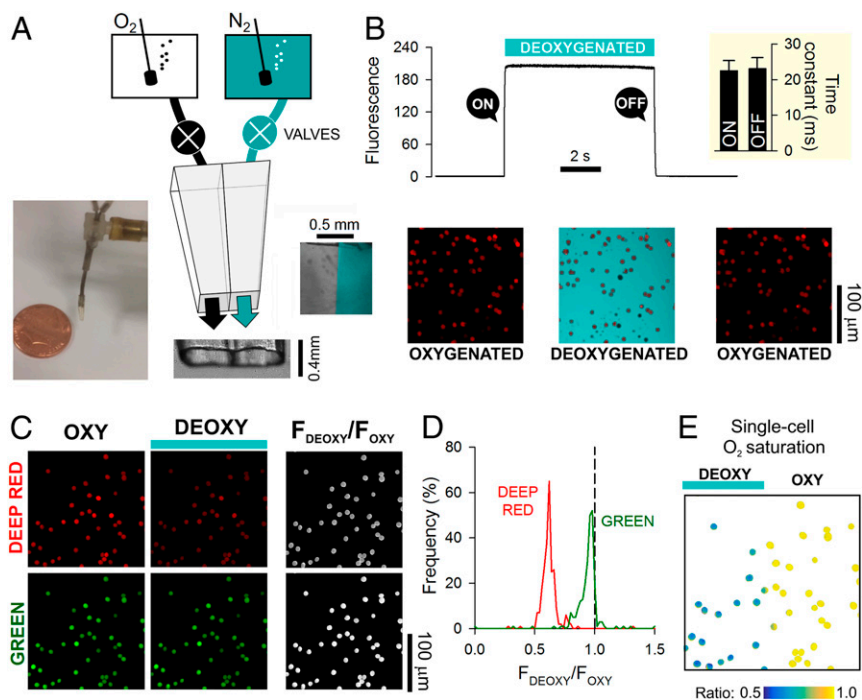 A
O2
N2
VALVES
0.5 mm
0.4mm
B
DEOXYGENATED
240
180
120
60
0
Fluorescence
ON
OFF
2 s
30
20
10
0
Time
constant (ms)
ON
OFF
OXYGENATED
DEOXYGENATED
OXYGENATED
100 μm
C
OXY
DEOXY
FDEOXY/FOXY
DEEP RED
GREEN
100 μm
D
80
60
40
20
0
Frequency (%)
DEEP
RED
GREEN
0.0
0.5
1.0
1.5
FDEOXY/FOXY
E
Single-cell
O2 saturation
DEOXY
OXY
Ratio: 0.5
1.0